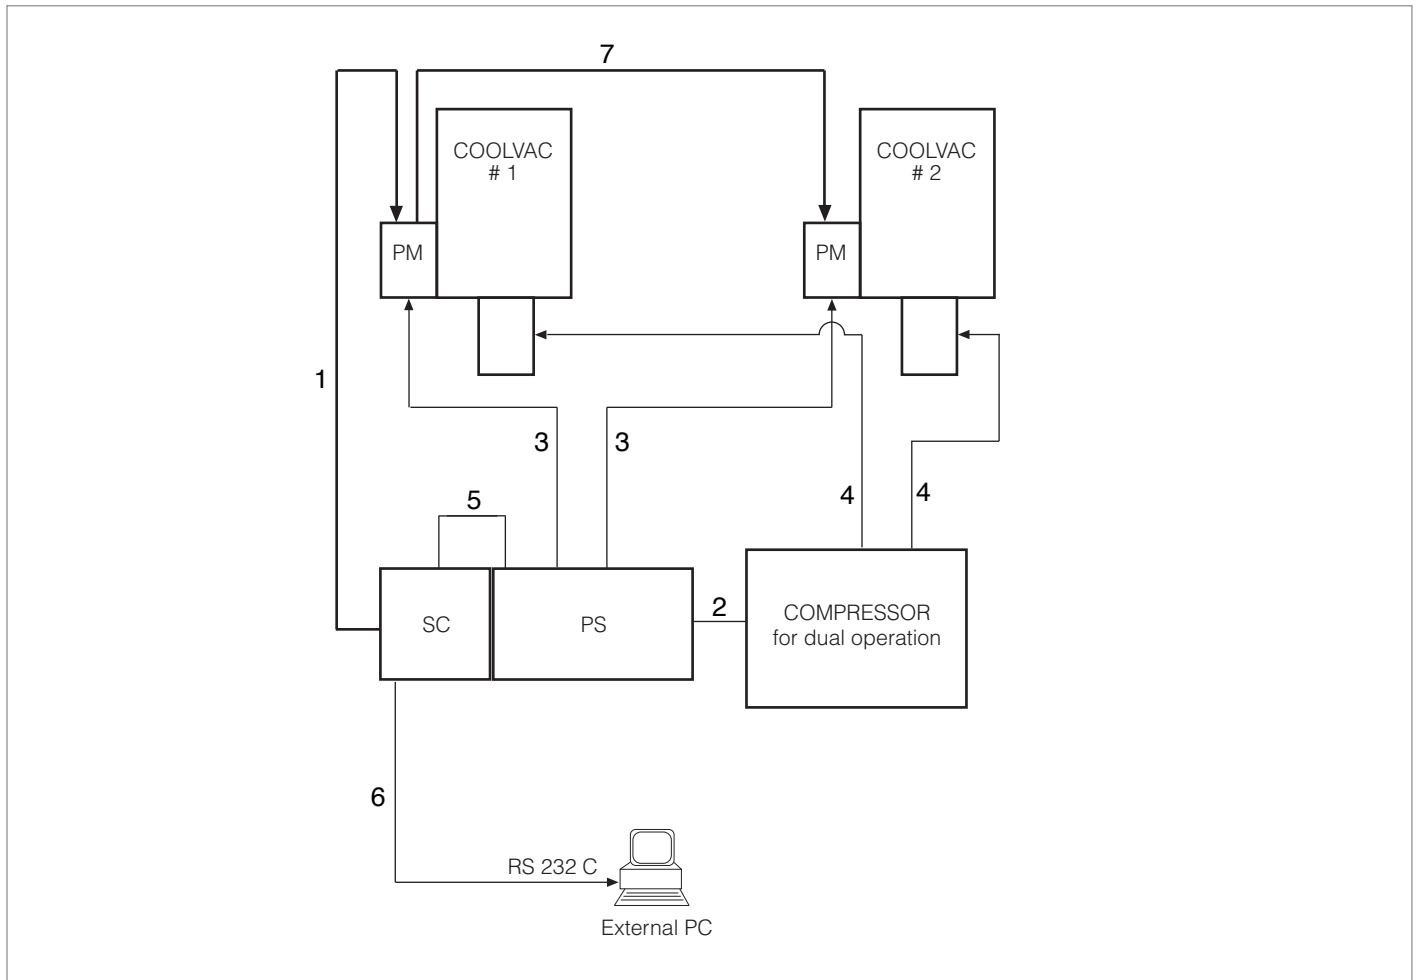 7
COOLVAC
# 1
COOLVAC
# 2
PM
PM
1
3
3
4
4
5
SC
PS
2
COMPRESSOR
for dual operation
6
RS 232 C
External PC